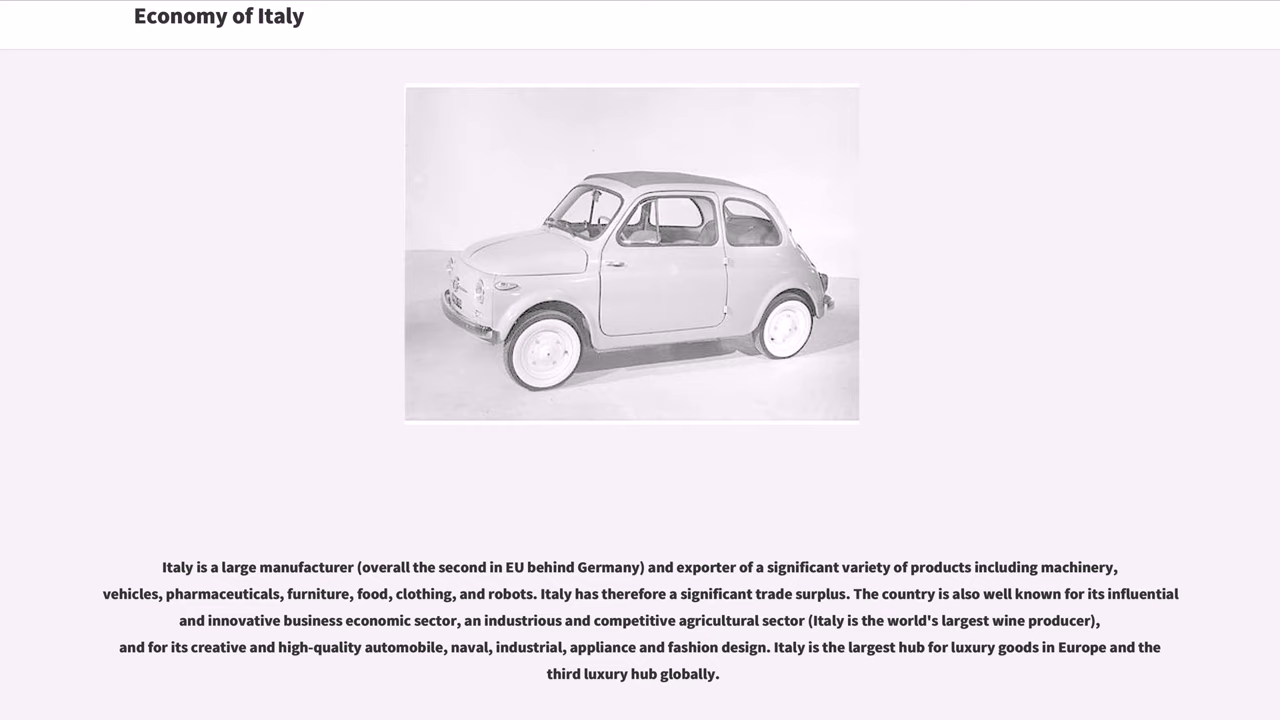 Economy of Italy
Italy is a large manufacturer (overall the second in EU behind Germany) and exporter of a significant variety of products including machinery,
vehicles, pharmaceuticals, furniture, food, clothing, and robots. Italy has therefore a significant trade surplus. The country is also well known for its influential
and innovative business economic sector, an industrious and competitive agricultural sector (Italy is the world's largest wine producer),
and for its creative and high-quality automobile, naval, industrial, appliance and fashion design. Italy is the largest hub for luxury goods in Europe and the
third luxury hub globally.